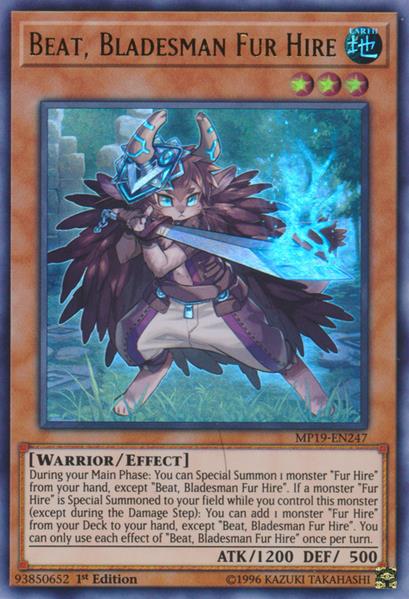 BEAT, BLADESMAN FUR HIRE
EARTH
地
MP19-EN247
[WARRIOR/EFFECT]
During your Main Phase: You can Special Summon 1 monster "Fur Hire"
from your hand, except "Beat, Bladesman Fur Hire". If a monster "Fur
Hire" is Special Summoned to your field while you control this monster
(except during the Damage Step): You can add 1 monster "Fur Hire"
from your Deck to your hand, except "Beat, Bladesman Fur Hire". You
can only use each effect of "Beat, Bladesman Fur Hire" once per turn.
ATK/1200 DEF/ 500
93850652 1st Edition ©1996 KAZUKI TAKAHASHI